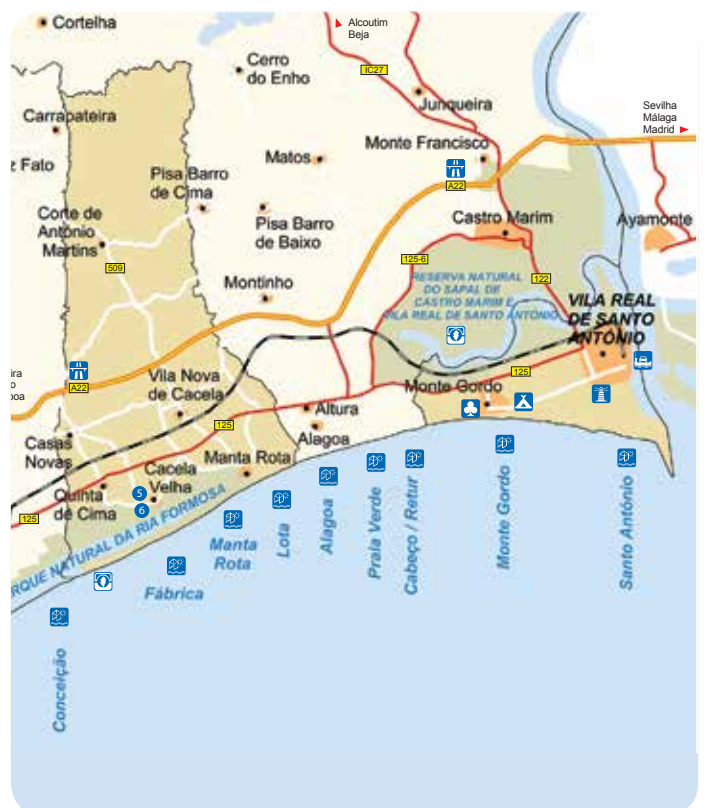 Cortelha
Alcoutim
Beja
Cerro
do Enho
IC27
Junqueira
Carrapateira
Sevilha
Málaga
Madrid
Monte Francisco
Matos
Fato
Pisa Barro
de Cima
A22
Corte de
António
Martins
Pisa Barro
de Baixo
Castro Marim
Ayamonte
509
125-6
122
Montinho
RESERVA NATURAL
DO SAPAL DE
CASTRO MARIM E
VILA REAL DE SANTO ANTÓNIO
VILA REAL
DE SANTO
ANTÓNIO
A22
Vila Nova
de Cacela
Monte Gordo
125
Altura
125
Alagoa
Casas
Novas
Cacela
Velha
Manta Rota
Quinta
de Cima
5
6
125
RQUE NATURAL DA RIA FORMOSA
Conceição
Fábrica
Manta
Rota
Lota
Alagoa
Praia Verde
Cabeço / Retur
Monte Gordo
Santo António